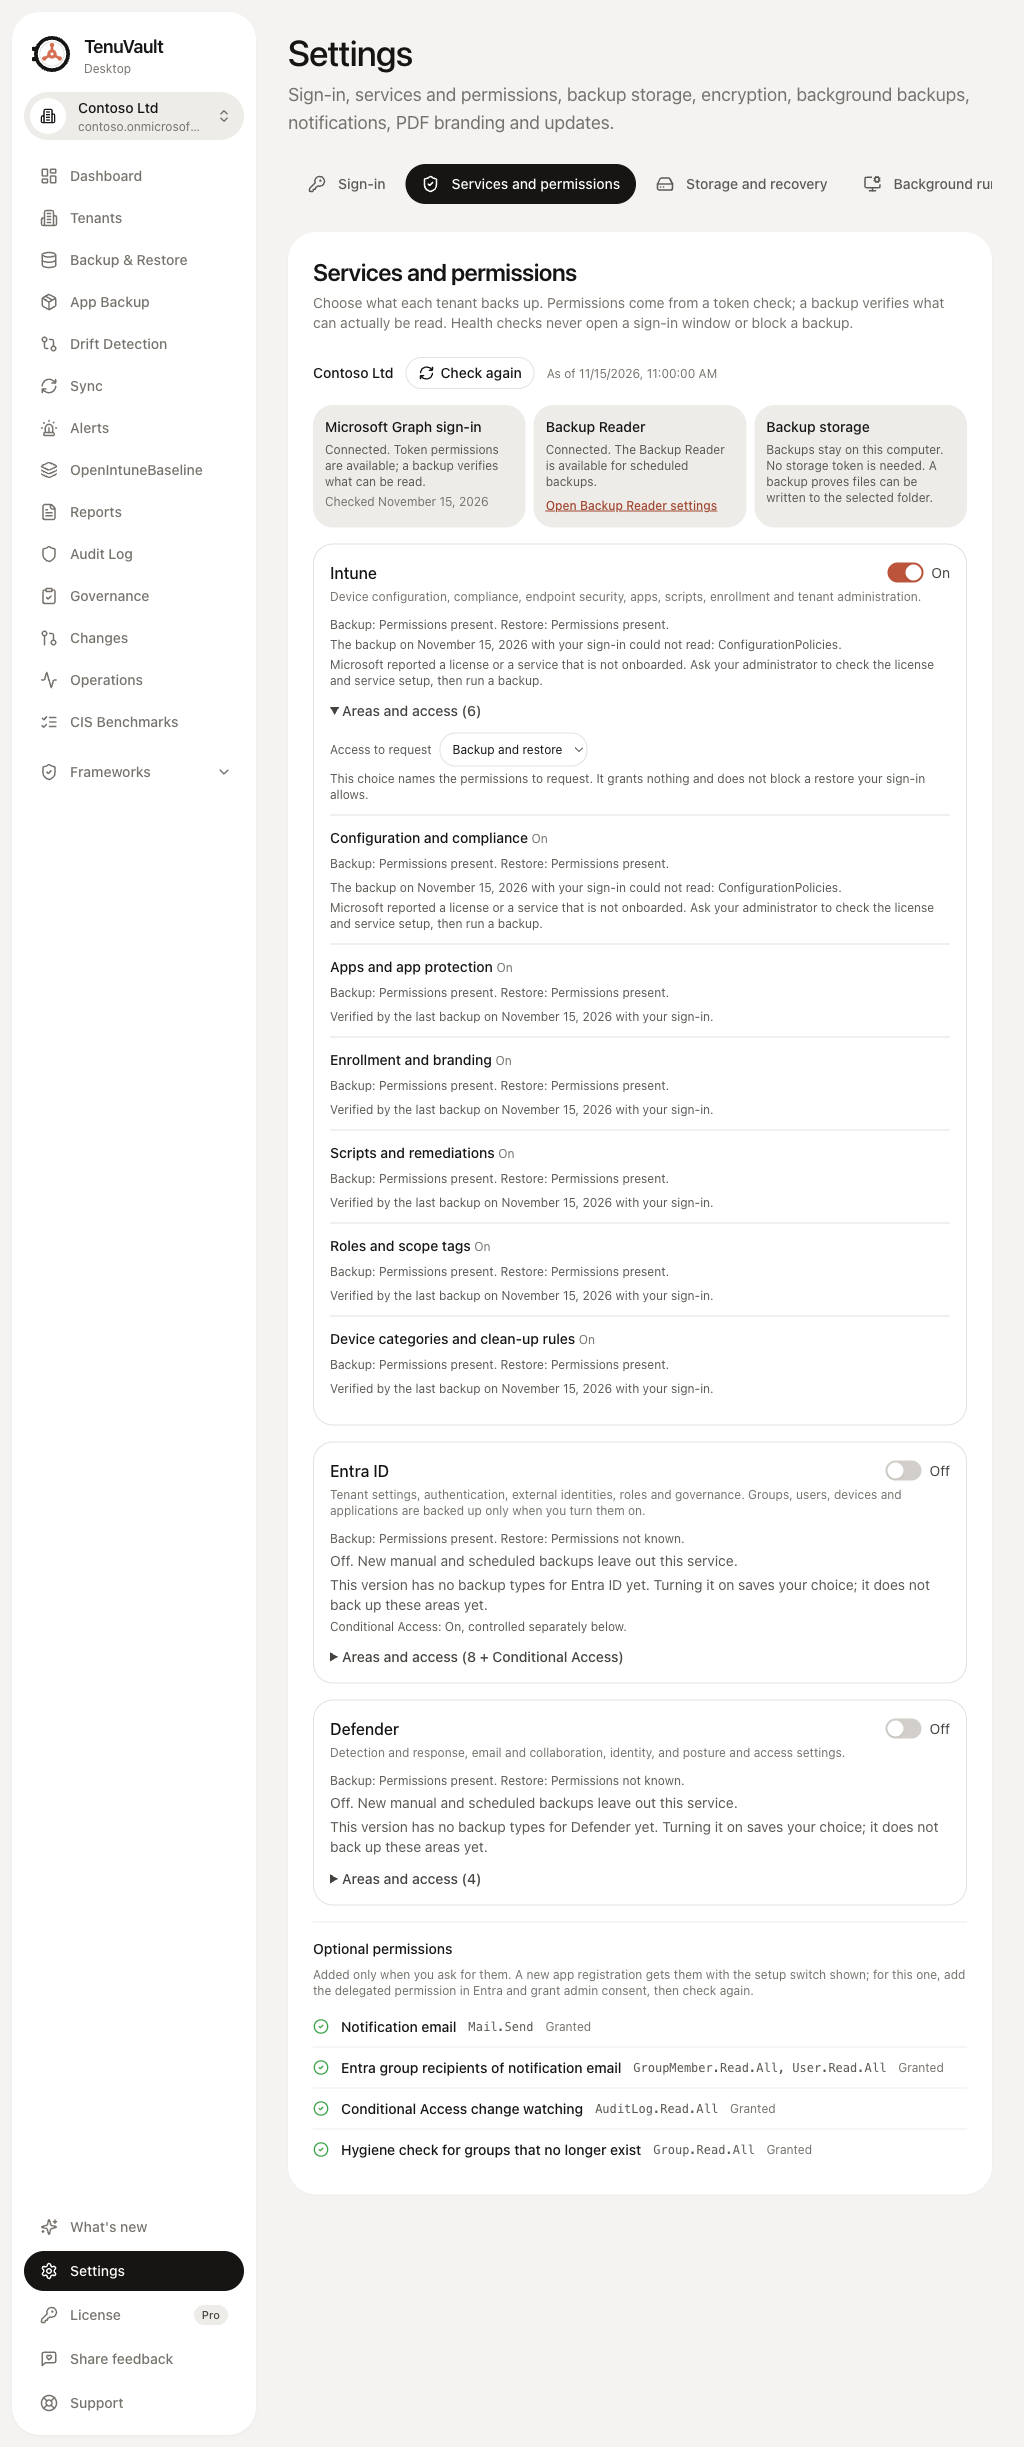 TenuVault
Desktop
Contoso Ltd
contoso.onmicrosof...
Dashboard
Tenants
Backup & Restore
App Backup
Drift Detection
Sync
Alerts
OpenIntuneBaseline
Reports
Audit Log
Governance
Changes
Operations
CIS Benchmarks
Frameworks
What's new
Settings
License
Pro
Share feedback
Support
Settings
Sign-in, services and permissions, backup storage, encryption, background backups,
notifications, PDF branding and updates.
Sign-in
Services and permissions
Storage and recovery
Background ru
Services and permissions
Choose what each tenant backs up. Permissions come from a token check; a backup verifies what
can actually be read. Health checks never open a sign-in window or block a backup.
Contoso Ltd
Check again
As of 11/15/2026, 11:00:00 AM
Microsoft Graph sign-in
Connected. Token permissions
are available; a backup verifies
what can be read.
Checked November 15, 2026
Backup Reader
Connected. The Backup Reader
is available for scheduled
backups.
Open Backup Reader settings
Backup storage
Backups stay on this computer.
No storage token is needed. A
backup proves files can be
written to the selected folder.
Intune
On
Device configuration, compliance, endpoint security, apps, scripts, enrollment and tenant administration.
Backup: Permissions present. Restore: Permissions present.
The backup on November 15, 2026 with your sign-in could not read: ConfigurationPolicies.
Microsoft reported a license or a service that is not onboarded. Ask your administrator to check the license
and service setup, then run a backup.
Areas and access (6)
Access to request
Backup and restore
This choice names the permissions to request. It grants nothing and does not block a restore your sign-in
allows.
Configuration and compliance On
Backup: Permissions present. Restore: Permissions present.
The backup on November 15, 2026 with your sign-in could not read: ConfigurationPolicies.
Microsoft reported a license or a service that is not onboarded. Ask your administrator to check the license
and service setup, then run a backup.
Apps and app protection On
Backup: Permissions present. Restore: Permissions present.
Verified by the last backup on November 15, 2026 with your sign-in.
Enrollment and branding On
Backup: Permissions present. Restore: Permissions present.
Verified by the last backup on November 15, 2026 with your sign-in.
Scripts and remediations On
Backup: Permissions present. Restore: Permissions present.
Verified by the last backup on November 15, 2026 with your sign-in.
Roles and scope tags On
Backup: Permissions present. Restore: Permissions present.
Verified by the last backup on November 15, 2026 with your sign-in.
Device categories and clean-up rules On
Backup: Permissions present. Restore: Permissions present.
Verified by the last backup on November 15, 2026 with your sign-in.
Entra ID
Off
Tenant settings, authentication, external identities, roles and governance. Groups, users, devices and
applications are backed up only when you turn them on.
Backup: Permissions present. Restore: Permissions not known.
Off. New manual and scheduled backups leave out this service.
This version has no backup types for Entra ID yet. Turning it on saves your choice; it does not
back up these areas yet.
Conditional Access: On, controlled separately below.
Areas and access (8 + Conditional Access)
Defender
Off
Detection and response, email and collaboration, identity, and posture and access settings.
Backup: Permissions present. Restore: Permissions not known.
Off. New manual and scheduled backups leave out this service.
This version has no backup types for Defender yet. Turning it on saves your choice; it does not
back up these areas yet.
Areas and access (4)
Optional permissions
Added only when you ask for them. A new app registration gets them with the setup switch shown; for this one, add
the delegated permission in Entra and grant admin consent, then check again.
Notification email Mail.Send Granted
Entra group recipients of notification email GroupMember.Read.All, User.Read.All Granted
Conditional Access change watching AuditLog.Read.All Granted
Hygiene check for groups that no longer exist Group.Read.All Granted